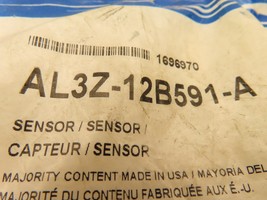 1696970
AL3Z-12B591-A
SENSOR / SENSOR /
CAPTEUR / SENSOR
MAJORITY CONTENT MADE IN USA / MAYORIA DEL
MAJORITÉ DU CONTENU FABRIQUÉE AUX É.-U.